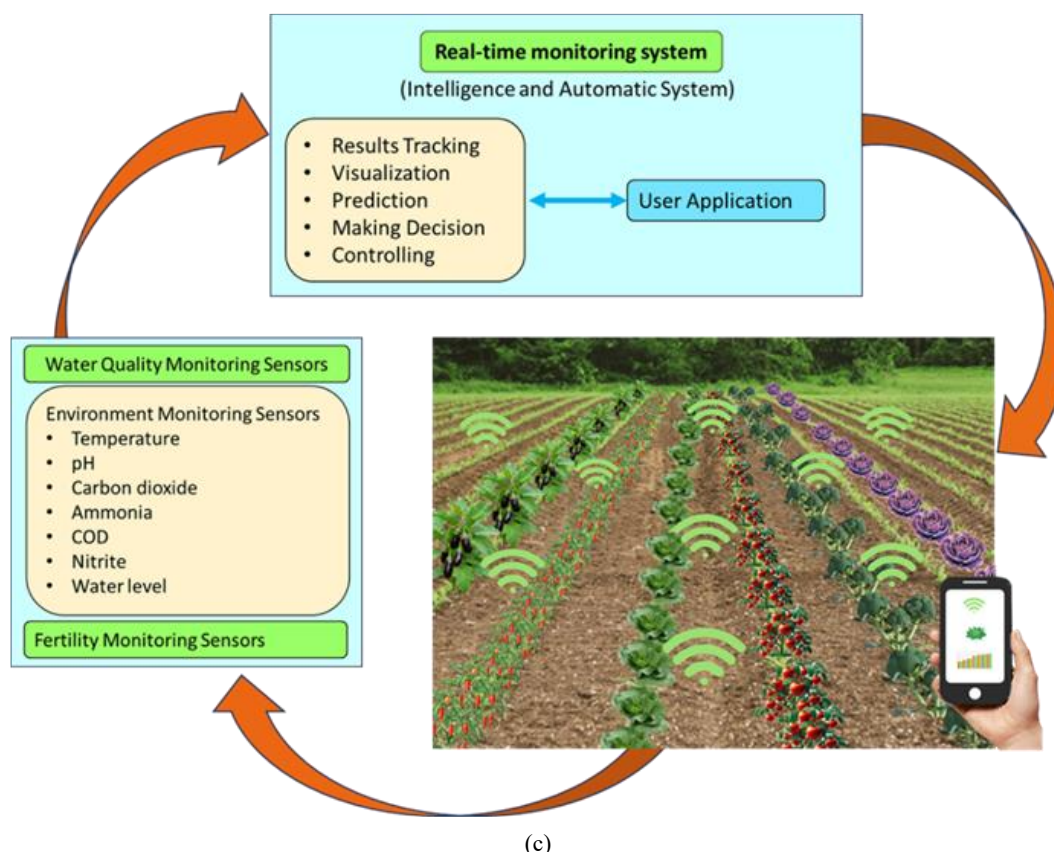 Real-time monitoring system
(Intelligence and Automatic System)
• Results Tracking
• Visualization
• Prediction
• Making Decision
• Controlling
User Application
Water Quality Monitoring Sensors
Environment Monitoring Sensors
• Temperature
• pH
• Carbon dioxide
• Ammonia
• COD
• Nitrite
• Water level
Fertility Monitoring Sensors
(c)